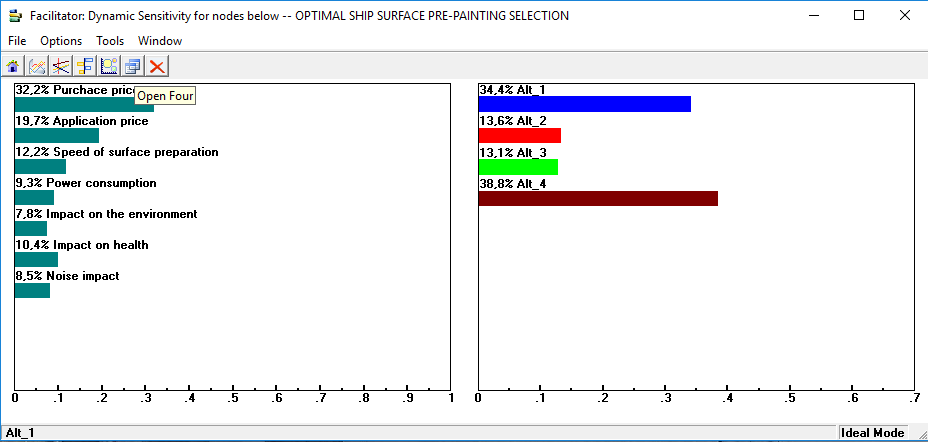 Facilitator: Dynamic Sensitivity for nodes below -- OPTIMAL SHIP SURFACE PRE-PAINTING SELECTION
File Options Tools Window
Open Four
32,2% Purchace pric
19,7% Application price
12,2% Speed of surface preparation
9,3% Power consumption
7,8% Impact on the environment
10,4% Impact on health
8,5% Noise impact
0 .1 .2 .3 .4 .5 .6 .7 .8 .9 1
34,4% Alt_1
13,6% Alt_2
13,1% Alt_3
38,8% Alt_4
0 .1 .2 .3 .4 .5 .6 .7
Alt_1
Ideal Mode